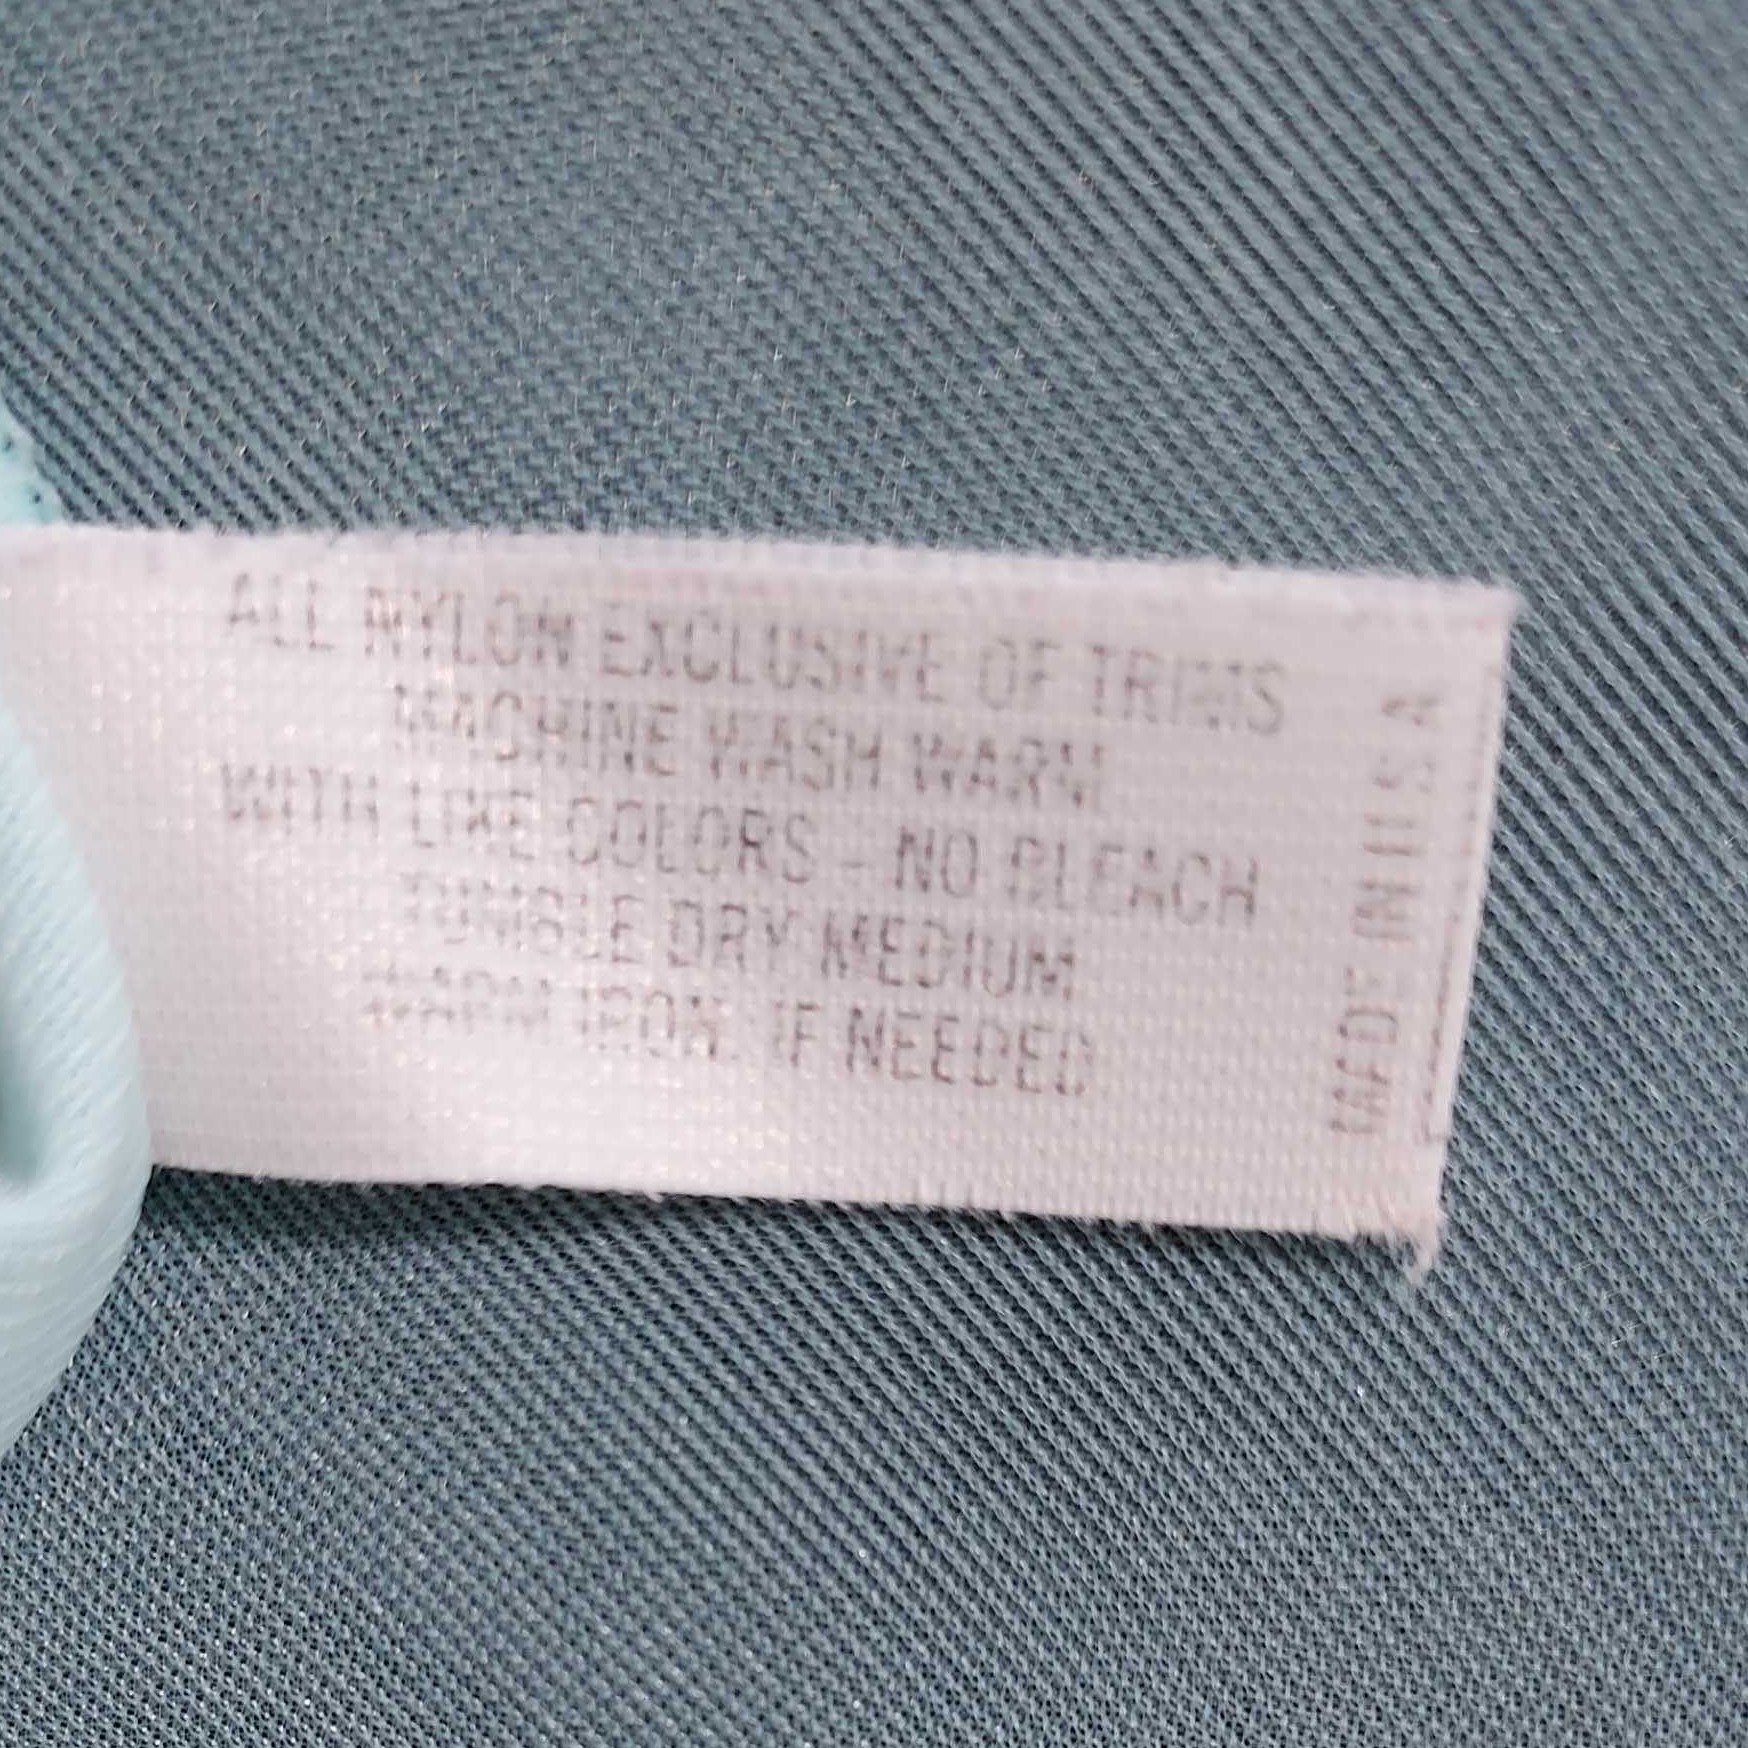 ALL NYLON EXCLUSIVE OF TRIMS
MACHINE WASH WARM
WITH LIKE COLORS - NO BLEACH
TUMBLE DRY MEDIUM
WARM IRON. IF NEEDED
MADE IN U.S.A